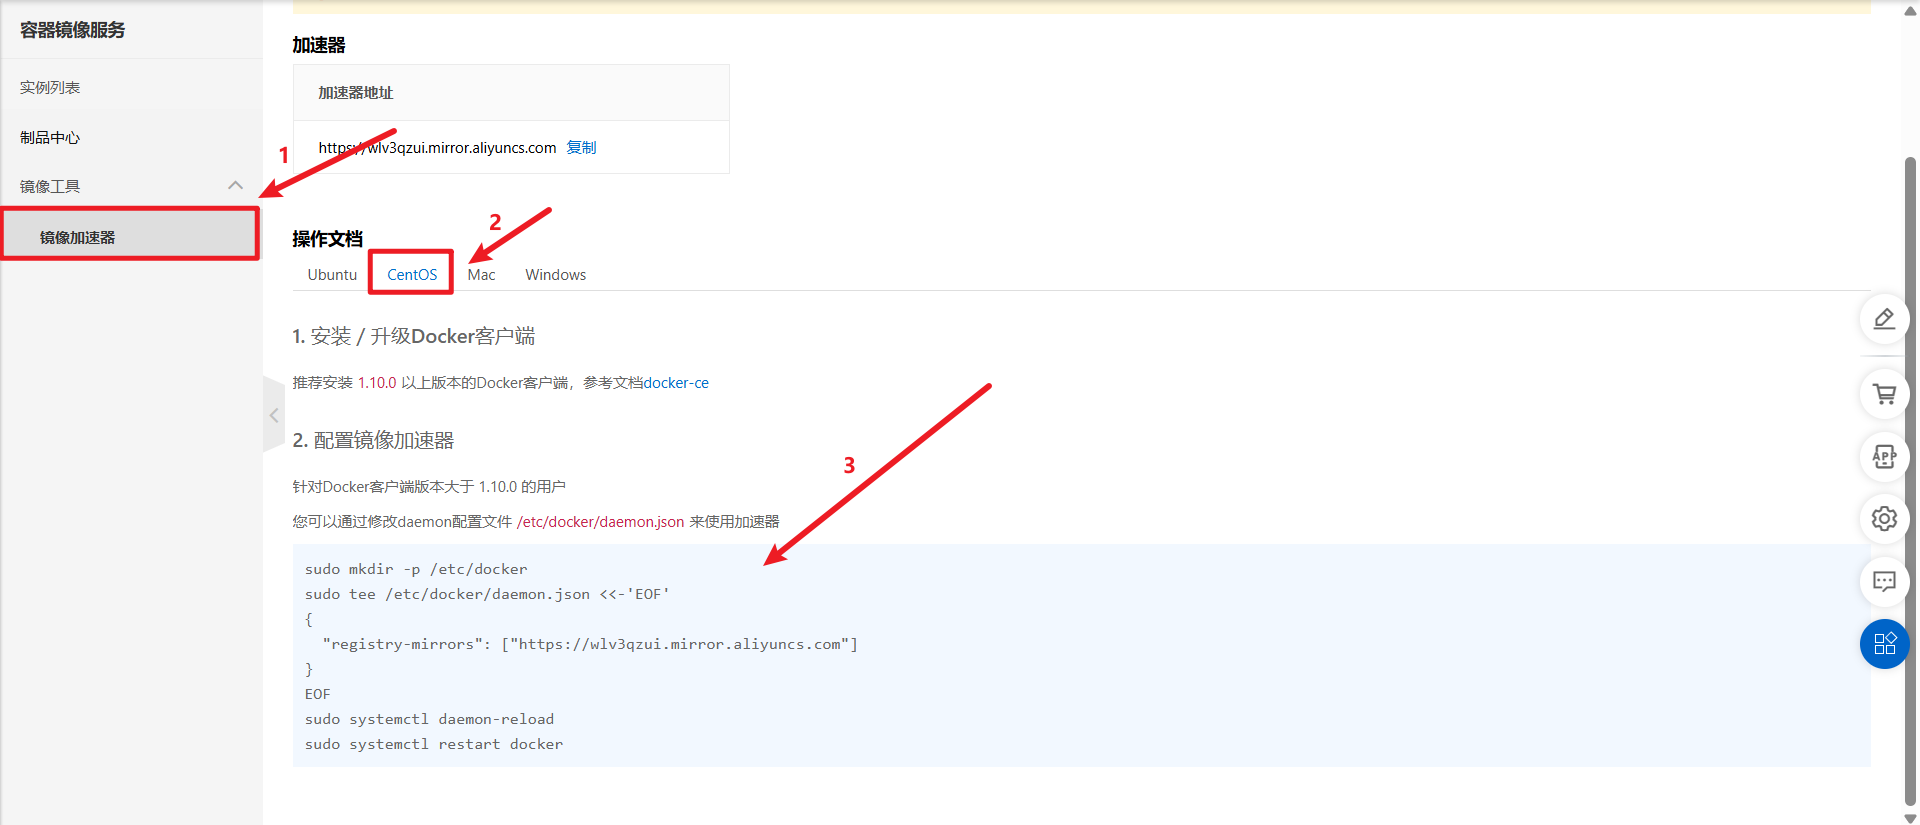 容器镜像服务
实例列表
制品中心
镜像工具
镜像加速器
加速器
加速器地址
https://wlv3qzui.mirror.aliyuncs.com 复制
1
2
操作文档
Ubuntu CentOS Mac Windows
1. 安装 / 升级Docker客户端
推荐安装 1.10.0 以上版本的Docker客户端，参考文档docker-ce
2. 配置镜像加速器
3
针对Docker客户端版本大于 1.10.0 的用户
您可以通过修改daemon配置文件 /etc/docker/daemon.json 来使用加速器
sudo mkdir -p /etc/docker
sudo tee /etc/docker/daemon.json <<-'EOF'
{
  "registry-mirrors": ["https://wlv3qzui.mirror.aliyuncs.com"]
}
EOF
sudo systemctl daemon-reload
sudo systemctl restart docker
APP